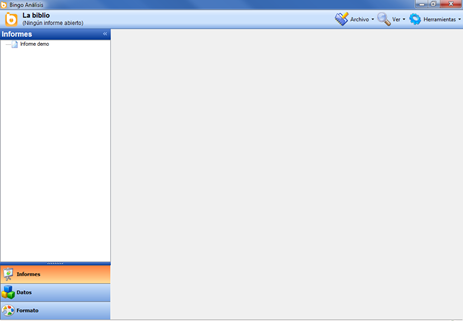 Bingo Análisis
La biblio
(Ningún informe abierto)
Archivo
Ver
Herramientas
Informes
Informe demo
Informes
Datos
Formato